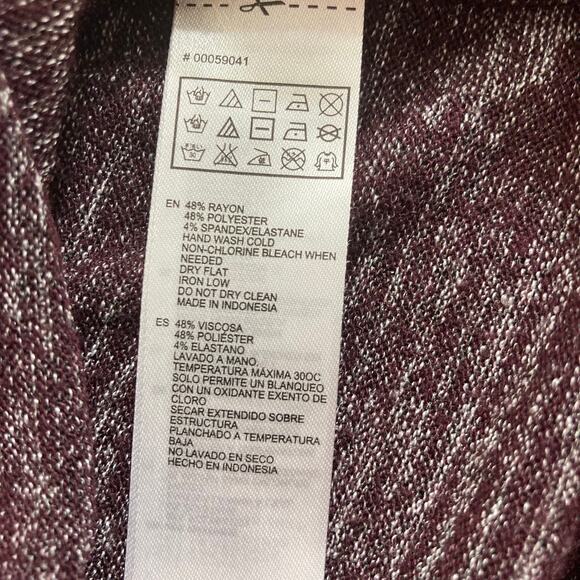 # 00059041
EN 48% RAYON
48% POLYESTER
4% SPANDEX/ELASTANE
HAND WASH COLD
NON-CHLORINE BLEACH WHEN
NEEDED
DRY FLAT
IRON LOW
DO NOT DRY CLEAN
MADE IN INDONESIA
ES 48% VISCOSA
48% POLIÉSTER
4% ELASTANO
LAVADO A MANO,
TEMPERATURA MÁXIMA 30OC
SOLO PERMITE UN BLANQUEO
CON UN OXIDANTE EXENTO DE
CLORO
SECAR EXTENDIDO SOBRE
ESTRUCTURA
PLANCHADO A TEMPERATURA
BAJA
NO LAVADO EN SECO
HECHO EN INDONESIA